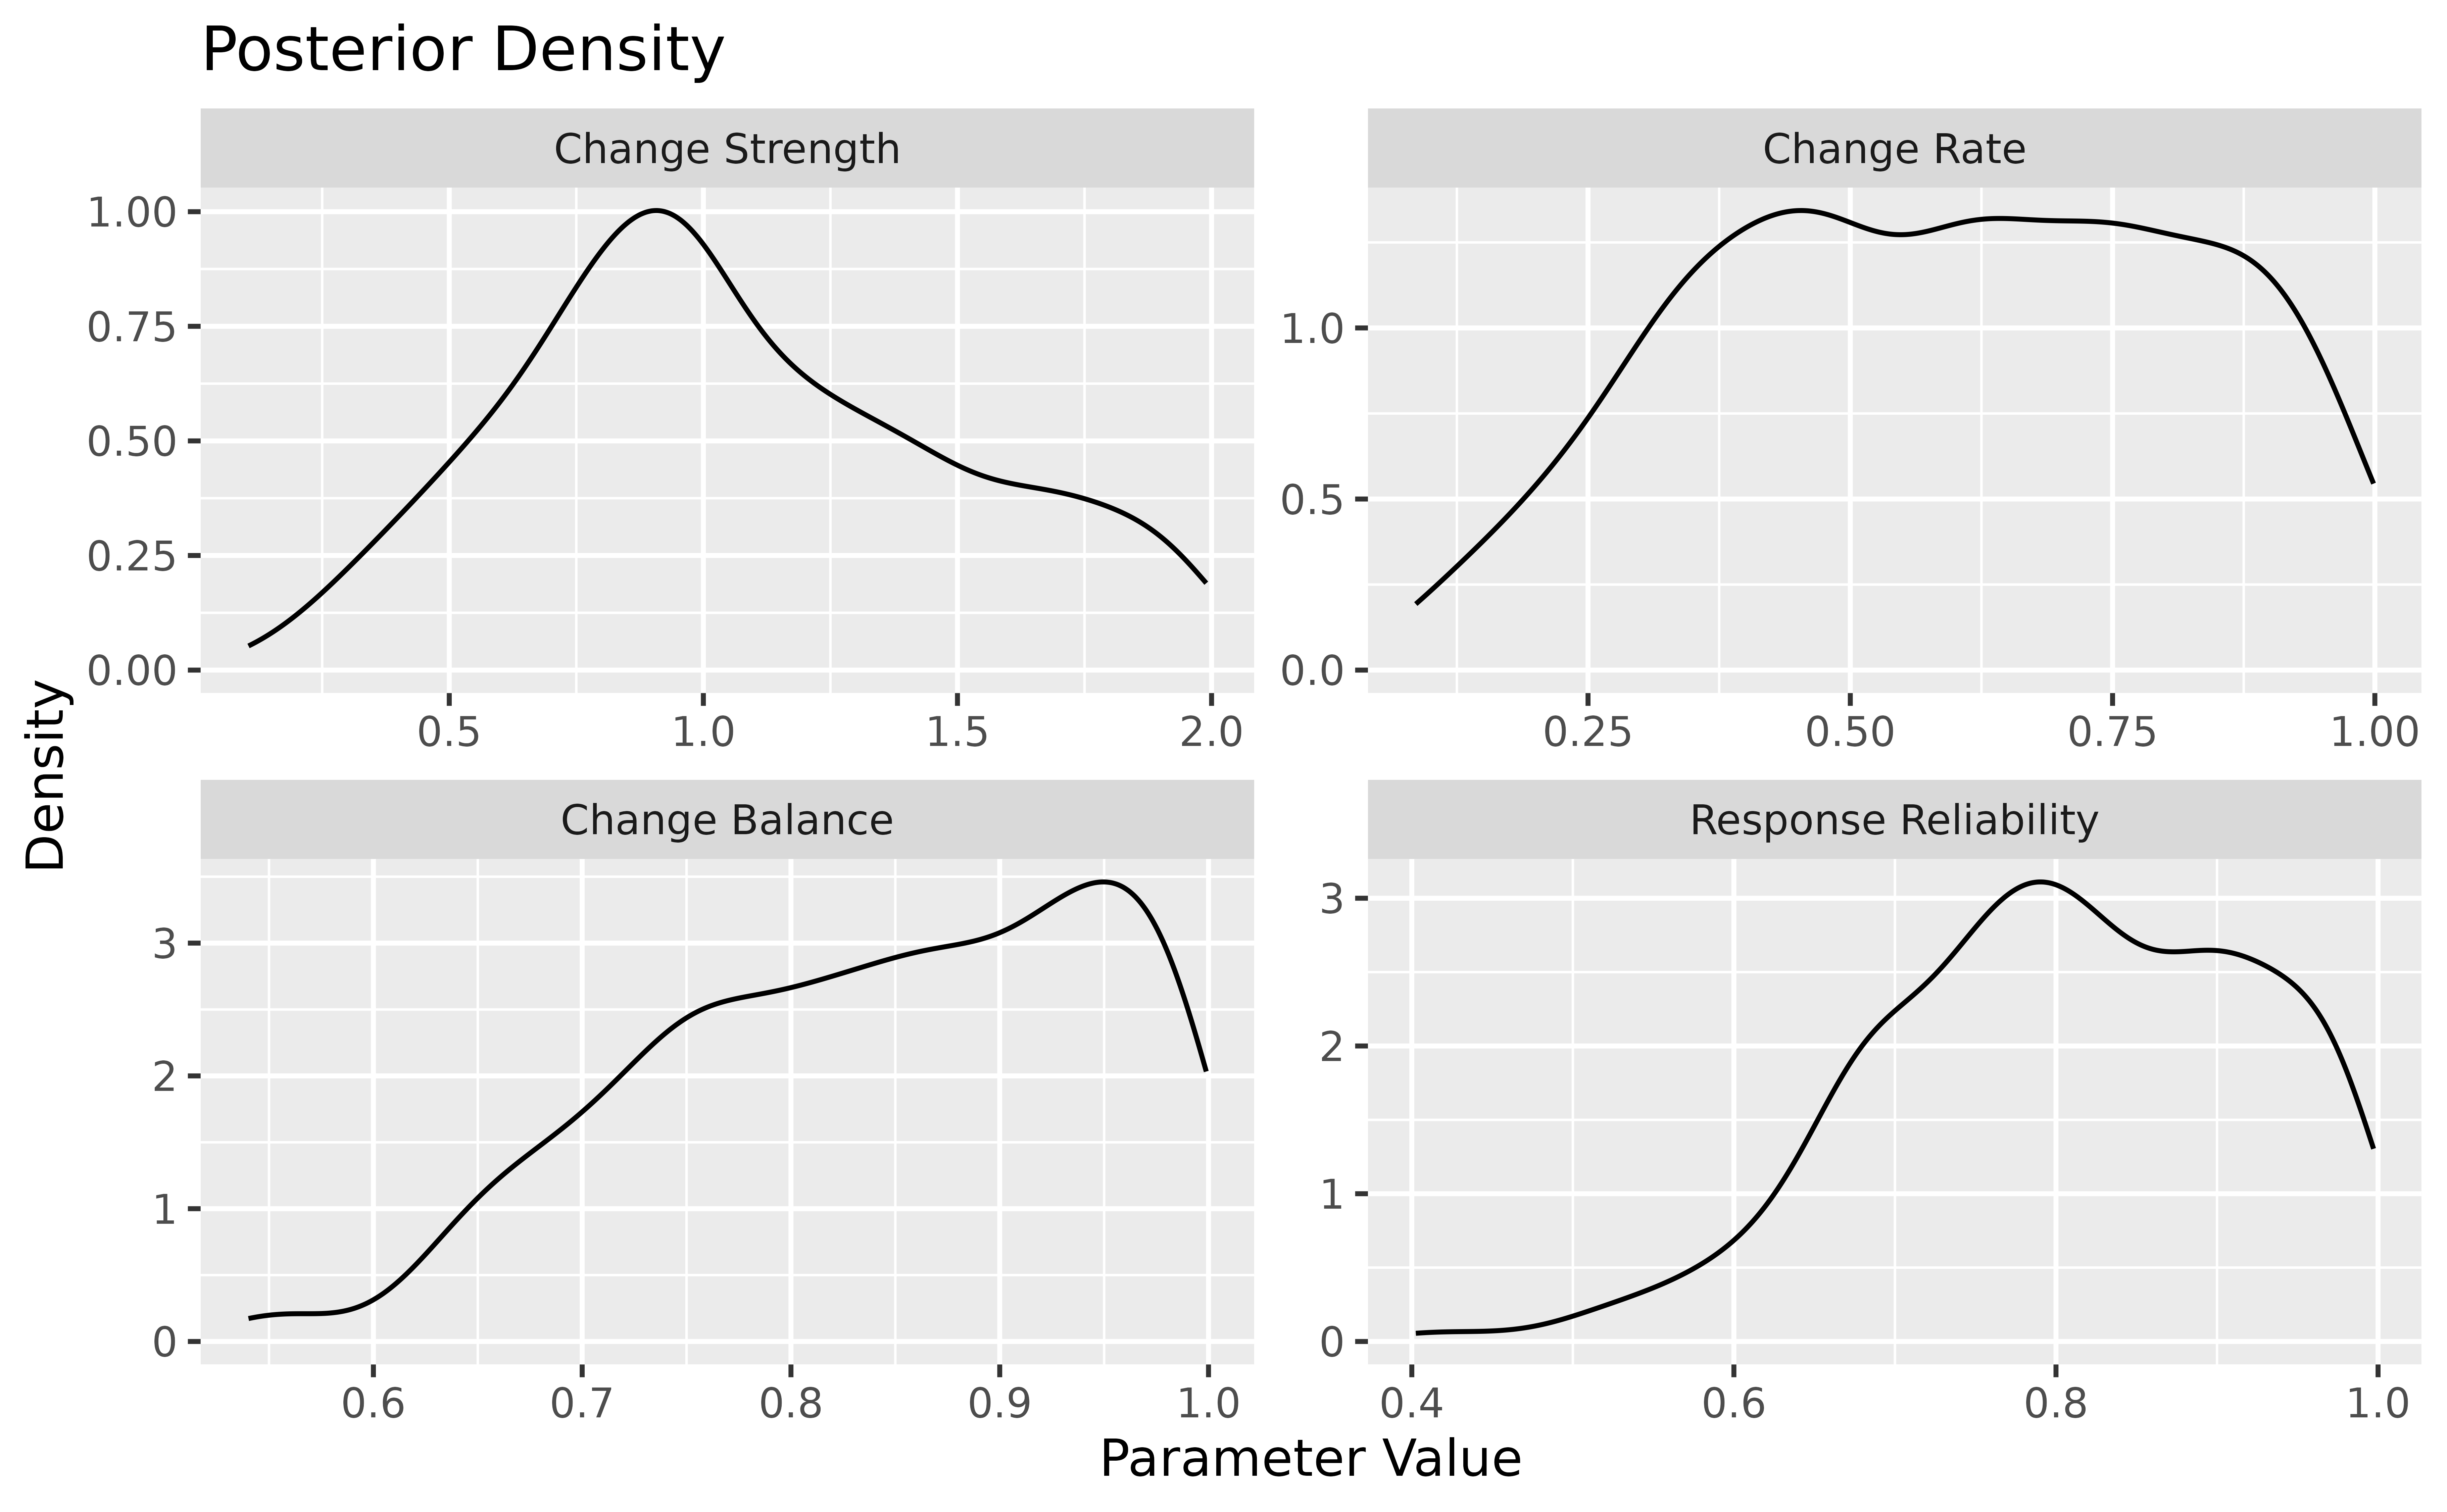 Posterior Density
Change Strength
Change Rate
1.00
0.75
0.50
0.25
0.00
1.0
0.5
0.0
0.5 1.0 1.5 2.0
0.25 0.50 0.75 1.00
Density
Change Balance
Response Reliability
3
2
1
0
3
2
1
0
0.6 0.7 0.8 0.9 1.0
0.4 0.6 0.8 1.0
Parameter Value